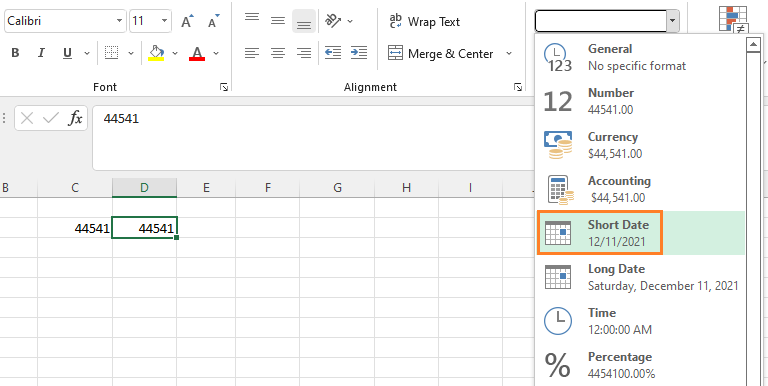 Calibri 11 A A
ab c Wrap Text
B I U A
Merge & Center
Font Alignment
fx 44541
B C D E F G H I
44541 44541
General
123 No specific format
12 Number
44541.00
Currency
$44,541.00
Accounting
$44,541.00
Short Date
12/11/2021
Long Date
Saturday, December 11, 2021
Time
12:00:00 AM
% Percentage
4454100.00%